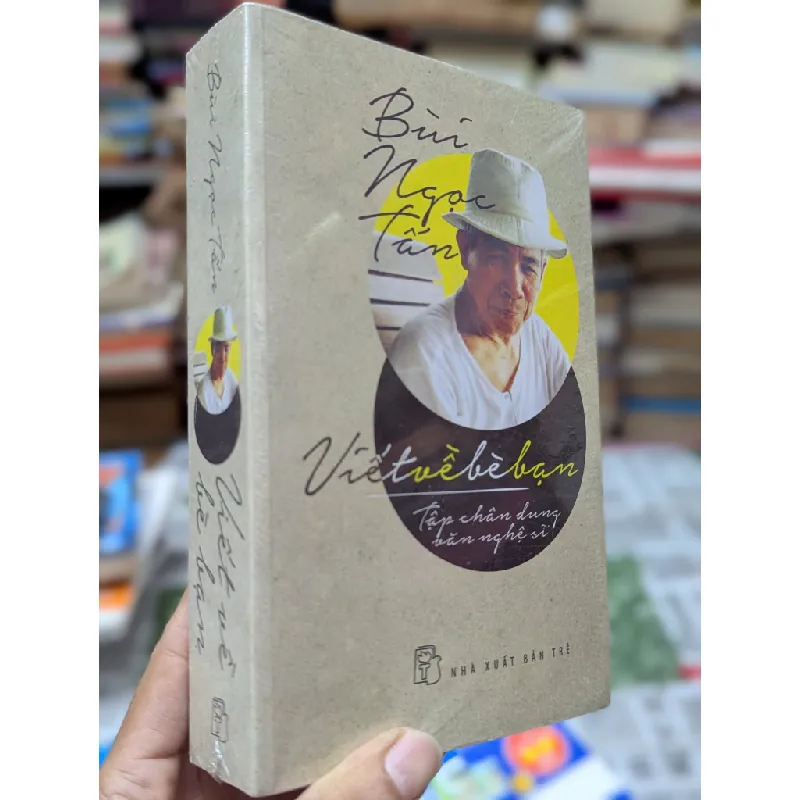 Bùi
Ngọc
Tấn
Viết về bè bạn
Tập chân dung
văn nghệ sĩ
NHÀ XUẤT BẢN TRẺ
Bùi Ngọc Tấn
Viết về
bè bạn